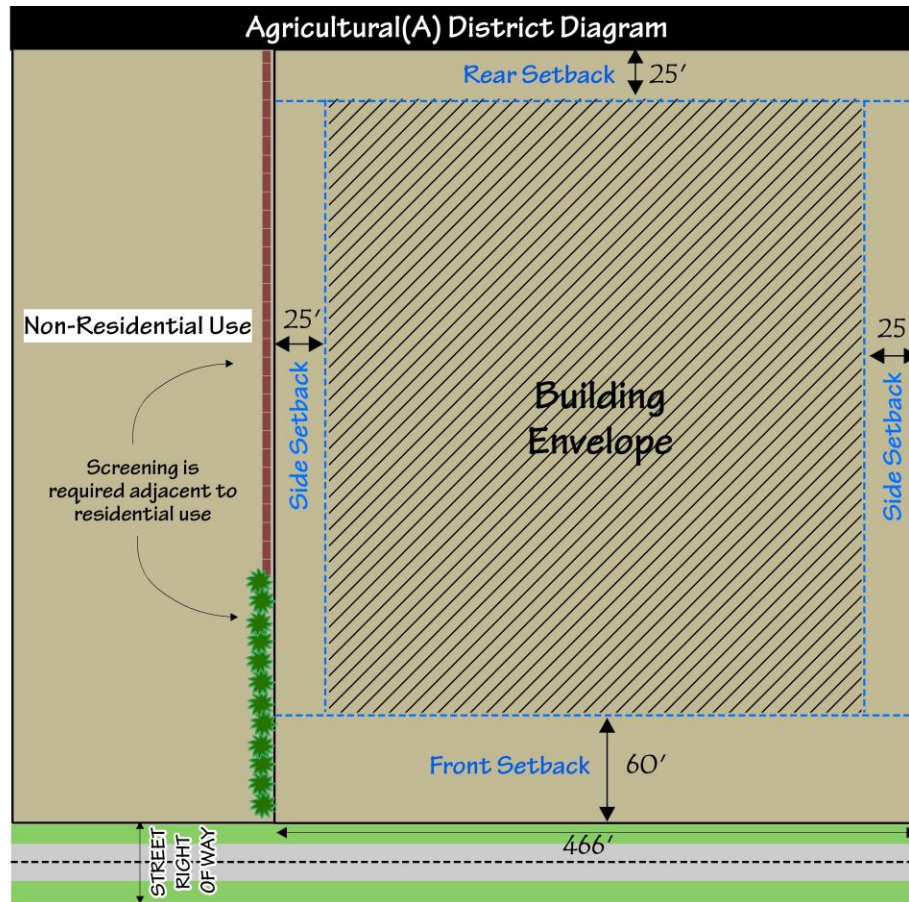 Agricultural(A) District Diagram
Rear Setback 25'
Non-Residential Use
25'
Side Setback
25
Side Setback
Building
Envelope
Screening is
required adjacent to
residential use
Front Setback 60'
466'
STREET
RIGHT
OF WAY